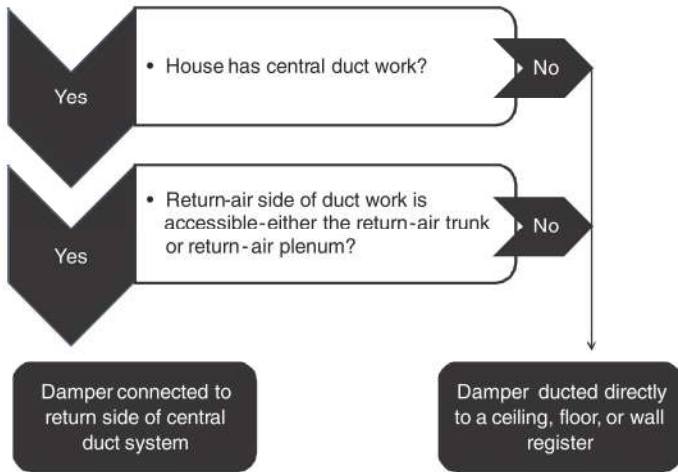 • House has central duct work?
No
Yes
• Return-air side of duct work is
accessible-either the return-air trunk
or return-air plenum?
No
Yes
Damper connected to
return side of central
duct system
Damper ducted directly
to a ceiling, floor, or wall
register